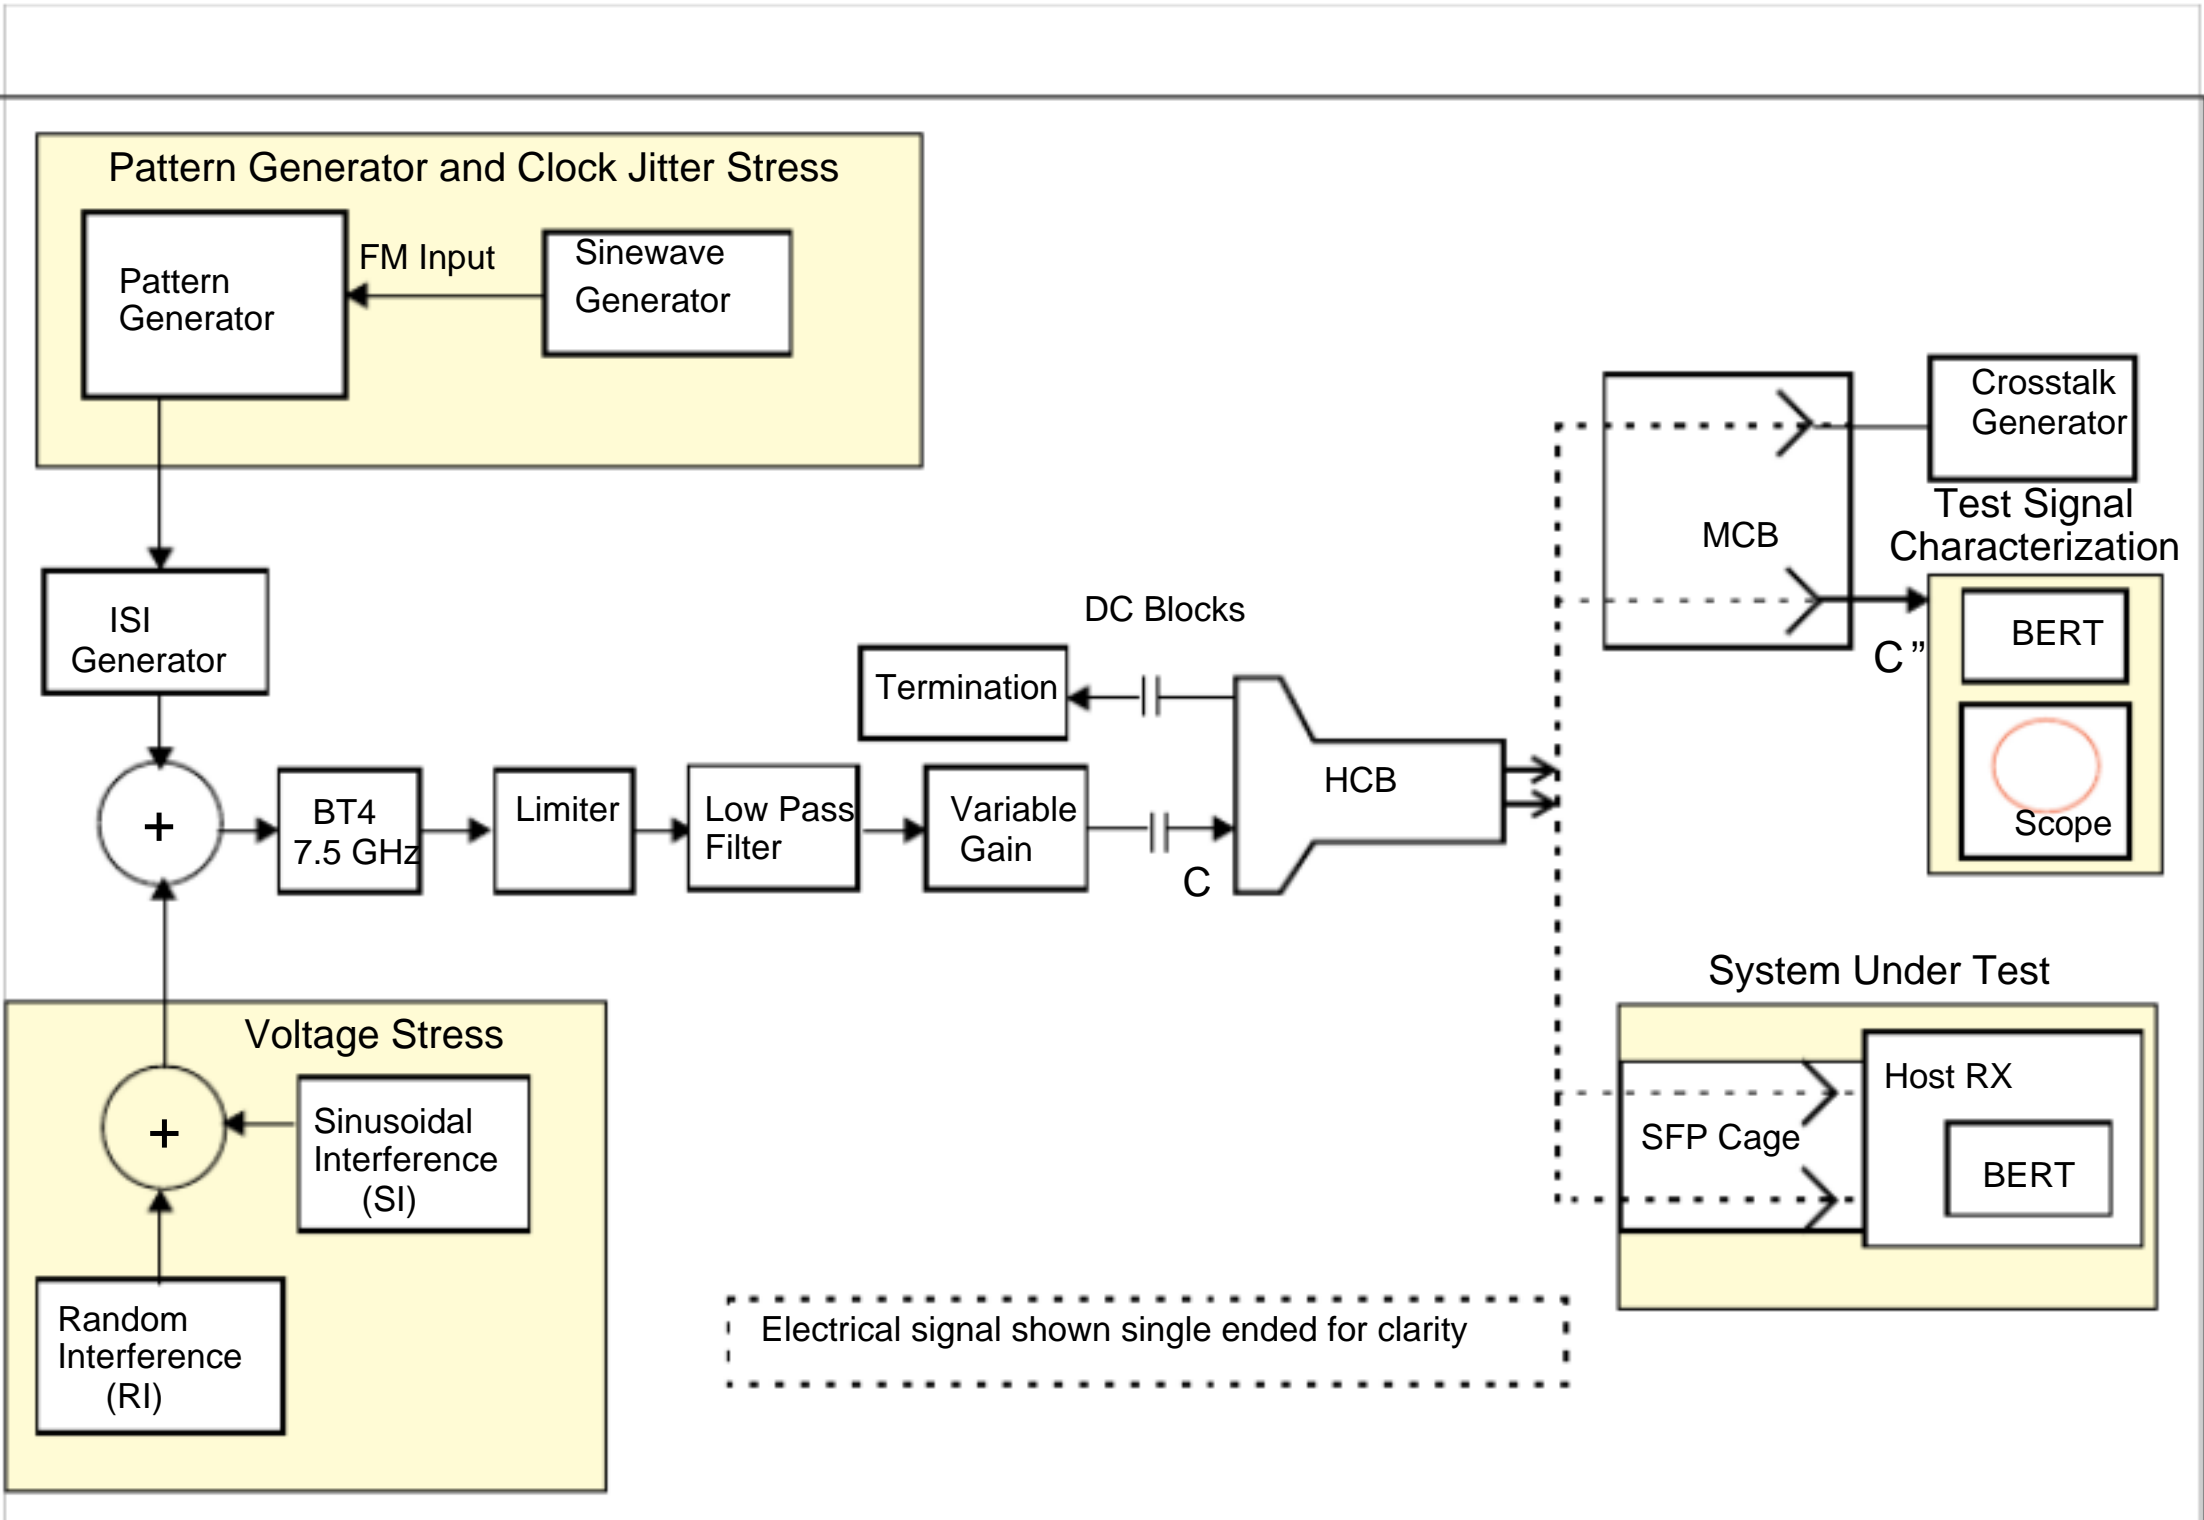 Pattern Generator and Clock Jitter Stress
Pattern
Generator
FM Input
Sinewave
Generator
Crosstalk
Generator
Test Signal
Characterization
MCB
C ”
BERT
Scope
ISI
Generator
DC Blocks
Termination
+
BT4
7.5 GHz
Limiter
Low Pass
Filter
Variable
Gain
C
HCB
System Under Test
Host RX
SFP Cage
BERT
Voltage Stress
+
Sinusoidal
Interference
(SI)
Random
Interference
(RI)
Electrical signal shown single ended for clarity